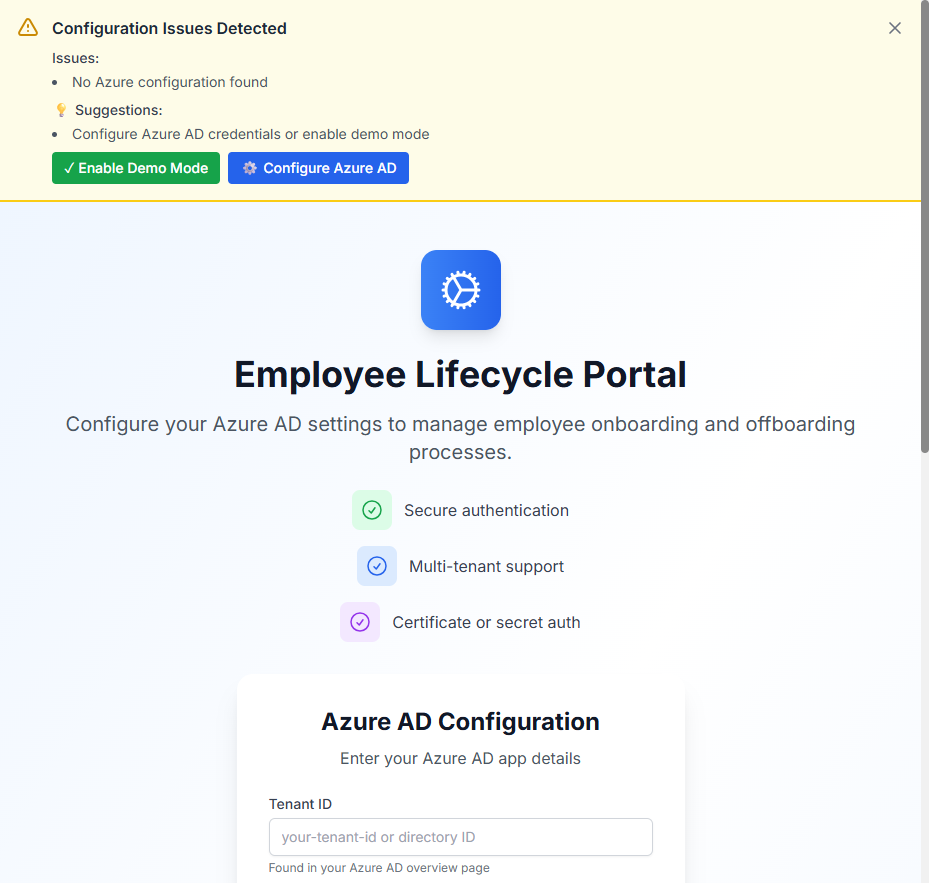 Configuration Issues Detected
Issues:
No Azure configuration found
Suggestions:
Configure Azure AD credentials or enable demo mode
✓ Enable Demo Mode
Configure Azure AD
Employee Lifecycle Portal
Configure your Azure AD settings to manage employee onboarding and offboarding
processes.
Secure authentication
Multi-tenant support
Certificate or secret auth
Azure AD Configuration
Enter your Azure AD app details
Tenant ID
your-tenant-id or directory ID
Found in your Azure AD overview page